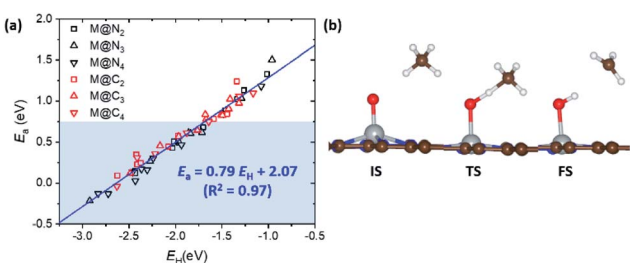 (a)
(b)
2.0
1.5
1.0
0.5
0.0
-0.5
Ea (eV)
M@N2
M@N3
M@N4
M@C2
M@C3
M@C4
Ea = 0.79 EH + 2.07
(R² = 0.97)
-3.0 -2.5 -2.0 -1.5 -1.0 -0.5
EH(eV)
IS TS FS